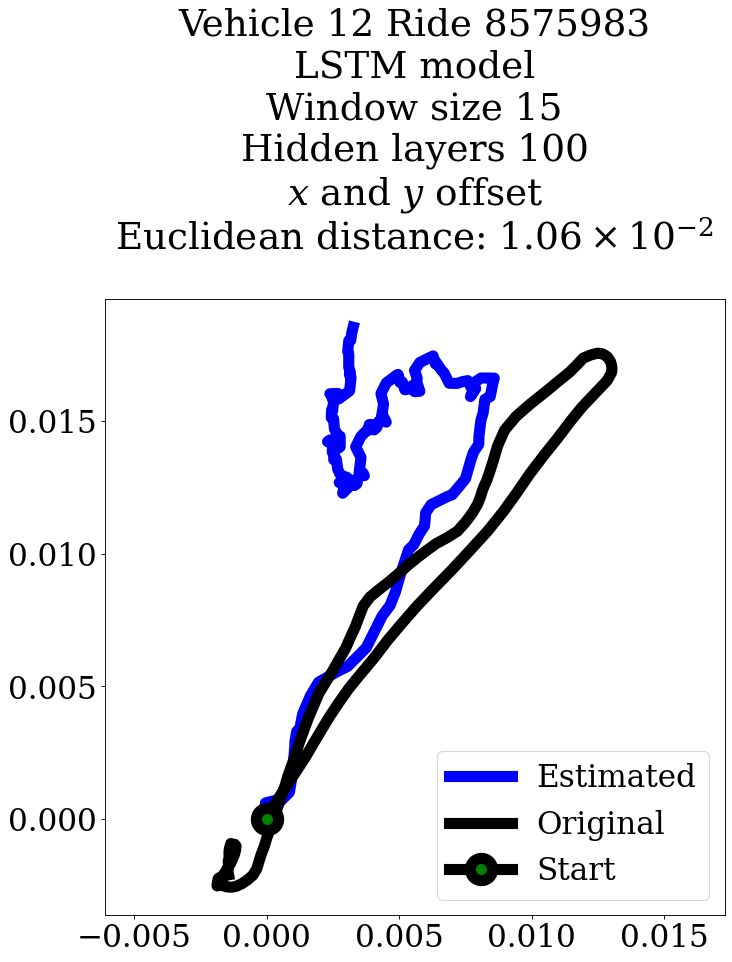 Vehicle 12 Ride 8575983
LSTM model
Window size 15
Hidden layers 100
x and y offset
Euclidean distance: 1.06 × 10⁻²
0.015
0.010
0.005
0.000
Estimated
Original
Start
−0.005 0.000 0.005 0.010 0.015